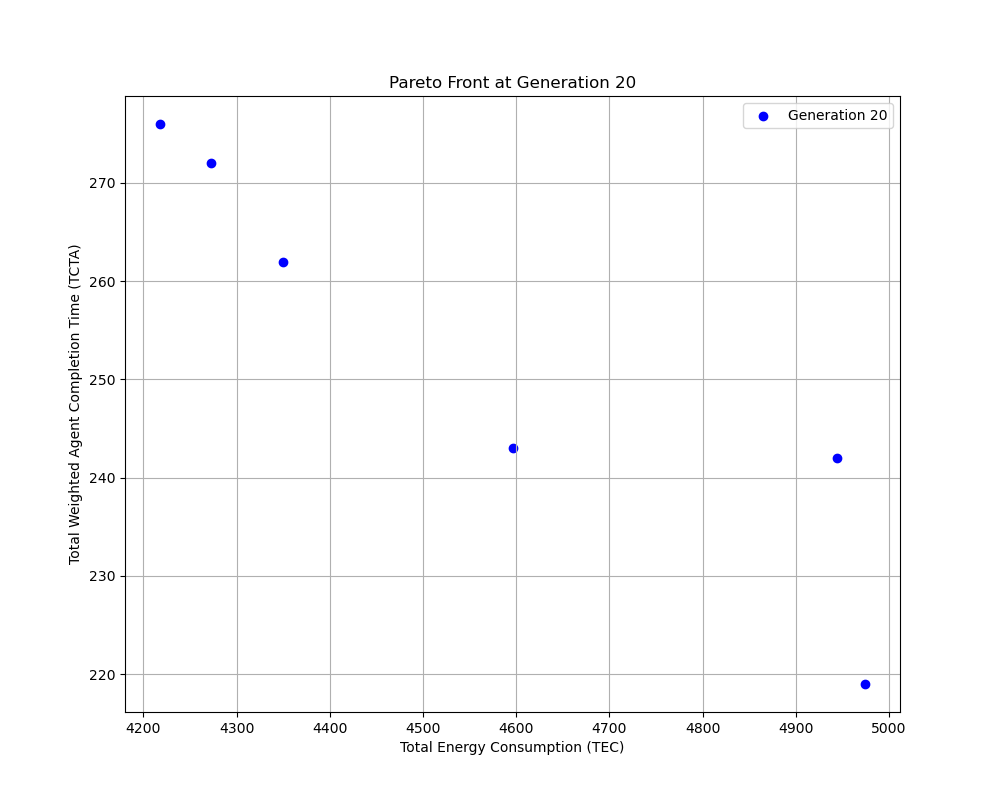 Pareto Front at Generation 20
Generation 20
270
260
250
240
230
220
Total Weighted Agent Completion Time (TCTA)
4200 4300 4400 4500 4600 4700 4800 4900 5000
Total Energy Consumption (TEC)